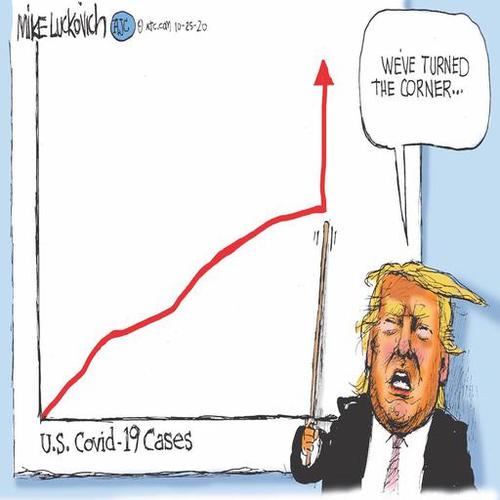 MIKE LUCKOVICH AJC © AJC.COM 10-25-20
WE'VE TURNED
THE CORNER...
U.S. Covid-19 Cases